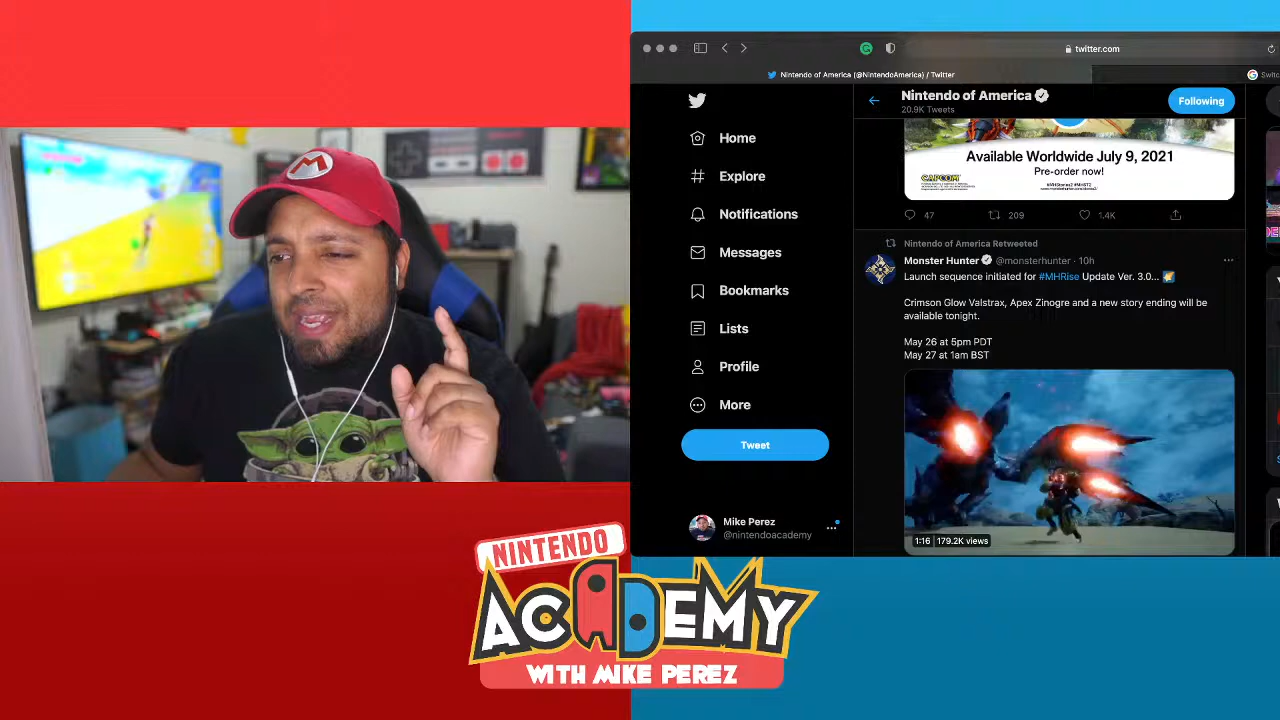 twitter.com
Nintendo of America (@NintendoAmerica) / Twitter
Nintendo of America
20.9K Tweets
Following
Home
Explore
Notifications
Messages
Bookmarks
Lists
Profile
More
Tweet
Mike Perez
@nintendoacademy
Available Worldwide July 9, 2021
Pre-order now!
CAPCOM
47
209
1.4K
Nintendo of America Retweeted
Monster Hunter @monsterhunter · 10h
Launch sequence initiated for #MHRise Update Ver. 3.0...
Crimson Glow Valstrax, Apex Zinogre and a new story ending will be
available tonight.
May 26 at 5pm PDT
May 27 at 1am BST
1:16 | 179.2K views
M
NINTENDO
ACADEMY
WITH MIKE PEREZ